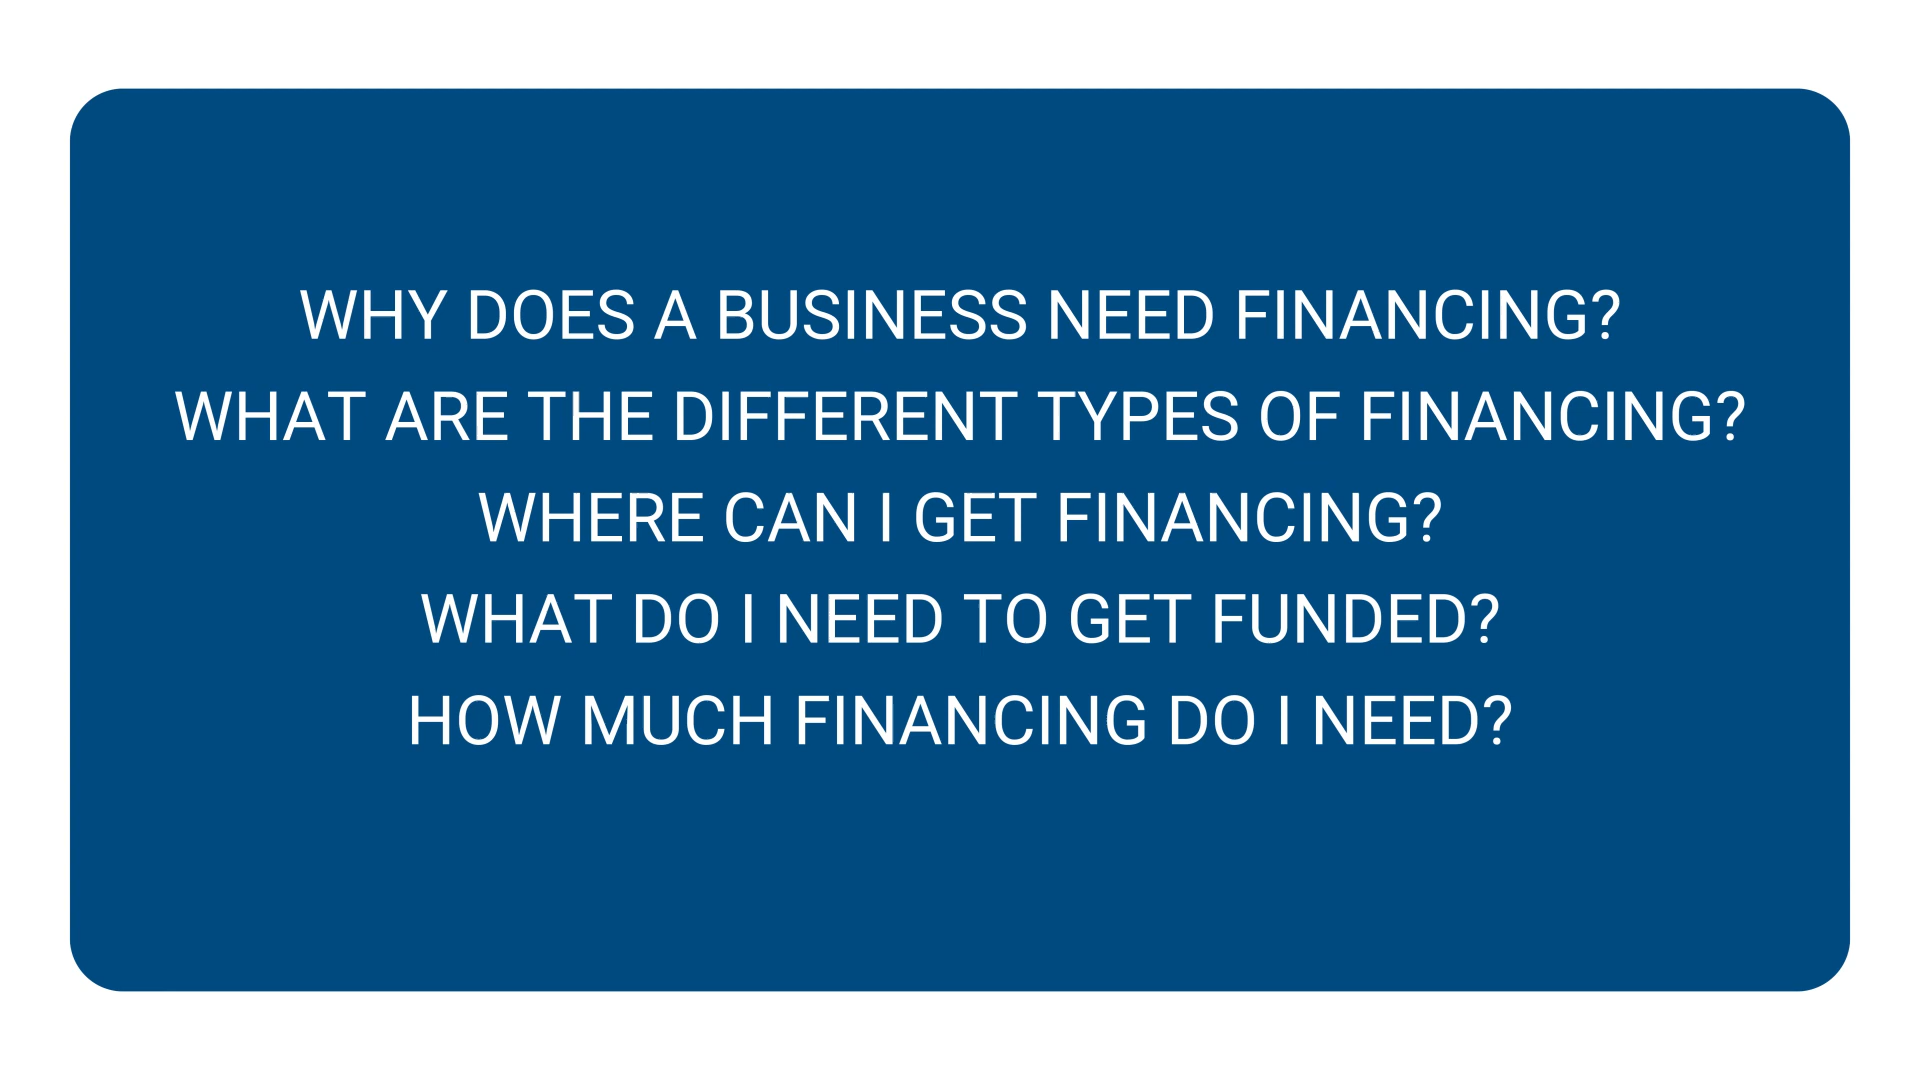 WHY DOES A BUSINESS NEED FINANCING?
WHAT ARE THE DIFFERENT TYPES OF FINANCING?
WHERE CAN I GET FINANCING?
WHAT DO I NEED TO GET FUNDED?
HOW MUCH FINANCING DO I NEED?